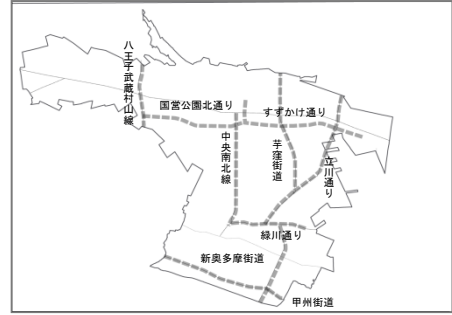 八王子武蔵村山線
国営公園北通り
すずかけ通り
中央南北線
芋窪街道
立川通り
緑川通り
新奥多摩街道
甲州街道